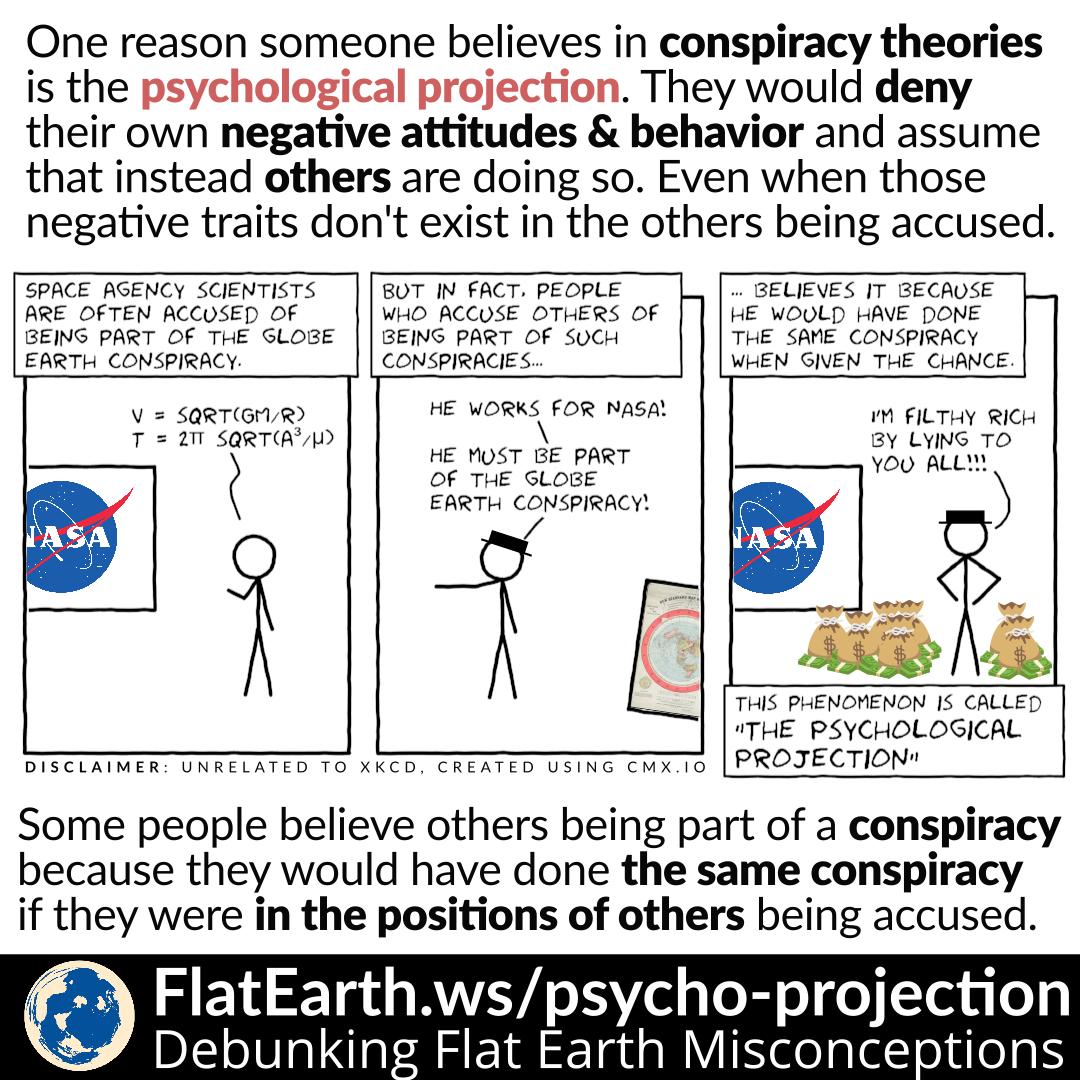 One reason someone believes in conspiracy theories
is the psychological projection. They would deny
their own negative attitudes & behavior and assume
that instead others are doing so. Even when those
negative traits don't exist in the others being accused.
SPACE AGENCY SCIENTISTS
ARE OFTEN ACCUSED OF
BEING PART OF THE GLOBE
EARTH CONSPIRACY.
V = SQRT(GM/R)
T = 2π SQRT(A³/μ)
NASA
BUT IN FACT, PEOPLE
WHO ACCUSE OTHERS OF
BEING PART OF SUCH
CONSPIRACIES...
HE WORKS FOR NASA!
HE MUST BE PART
OF THE GLOBE
EARTH CONSPIRACY!
... BELIEVES IT BECAUSE
HE WOULD HAVE DONE
THE SAME CONSPIRACY
WHEN GIVEN THE CHANCE.
I'M FILTHY RICH
BY LYING TO
YOU ALL!!!
NASA
THIS PHENOMENON IS CALLED
"THE PSYCHOLOGICAL
PROJECTION"
DISCLAIMER: UNRELATED TO XKCD, CREATED USING CMX.IO
Some people believe others being part of a conspiracy
because they would have done the same conspiracy
if they were in the positions of others being accused.
FlatEarth.ws/psycho-projection
Debunking Flat Earth Misconceptions